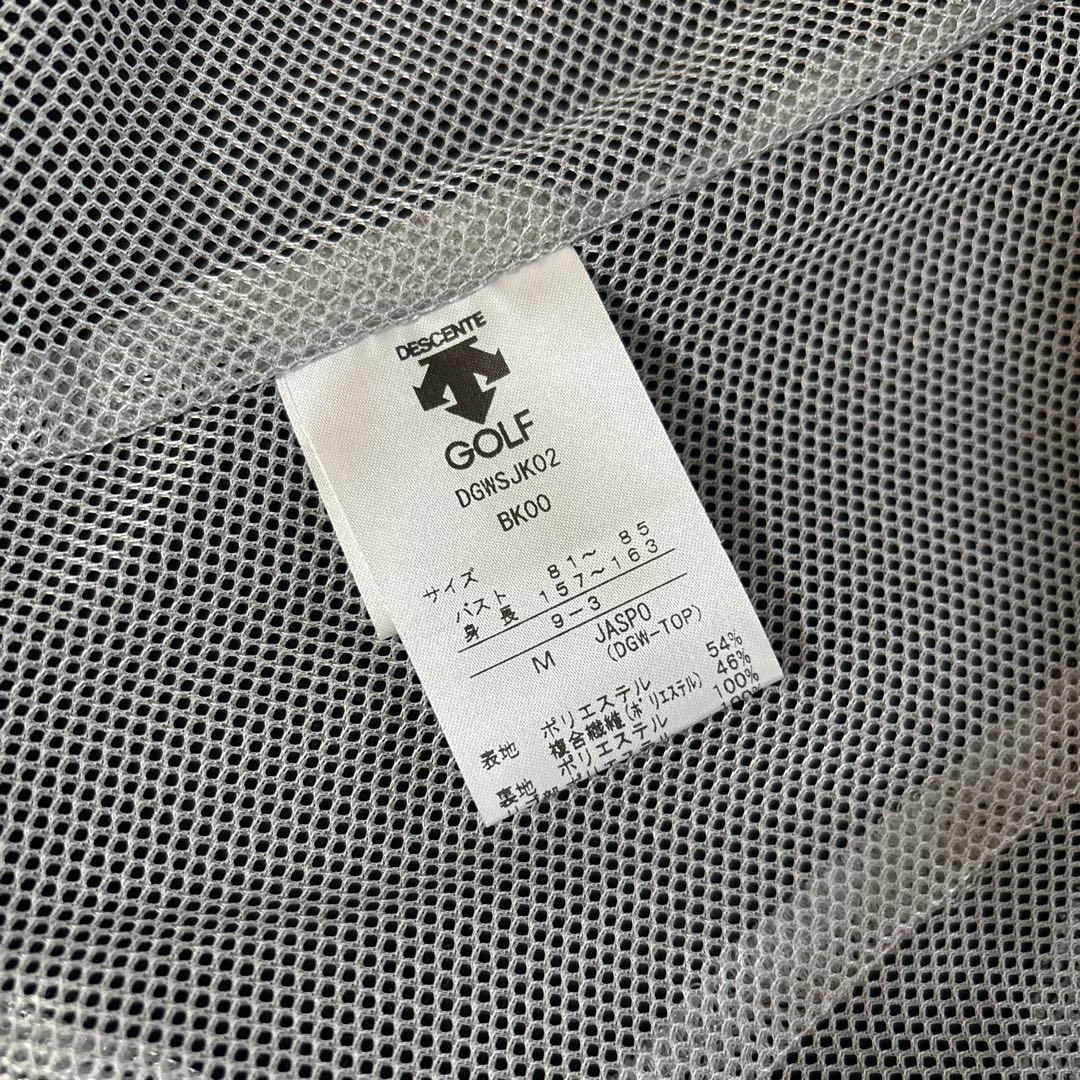 DESCENTE
GOLF
DGWSJK02
BK00
サイズ
バスト 81〜 85
身 長 157〜163
9-3
M JASPO
(DGW-TOP)
表地 ポリエステル 54%
複合繊維(ポリエステル) 46%
裏地 ポリエステル 100%